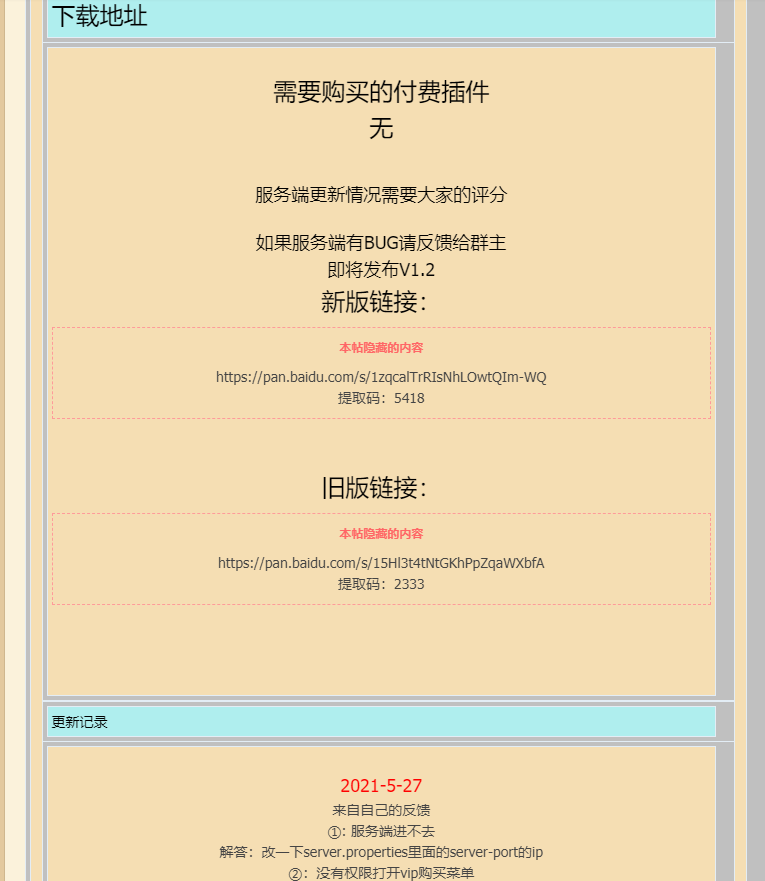 下载地址
需要购买的付费插件
无
服务端更新情况需要大家的评分
如果服务端有BUG请反馈给群主
即将发布V1.2
新版链接：
本帖隐藏的内容
https://pan.baidu.com/s/1zqcalTrRIsNhLOwtQIm-WQ
提取码：5418
旧版链接：
本帖隐藏的内容
https://pan.baidu.com/s/15Hl3t4tNtGKhPpZqaWXbfA
提取码：2333
更新记录
2021-5-27
来自自己的反馈
①：服务端进不去
解答：改一下server.properties里面的server-port的ip
②：没有权限打开vip购买菜单